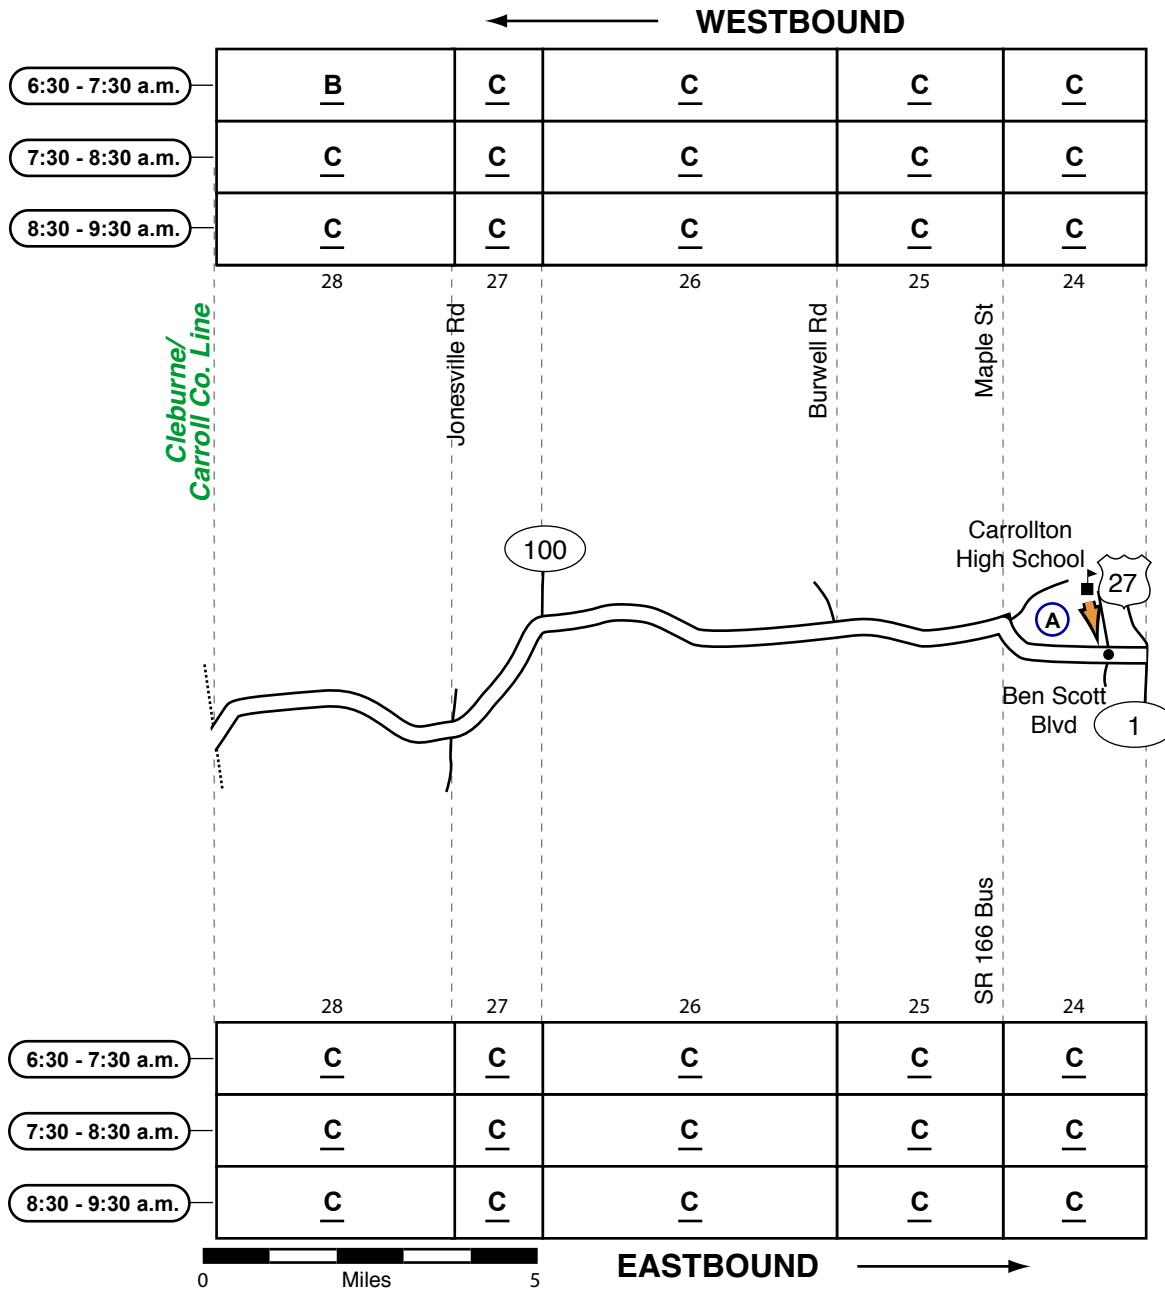 WESTBOUND
6:30 - 7:30 a.m. B C C C C
7:30 - 8:30 a.m. C C C C C
8:30 - 9:30 a.m. C C C C C
28 27 26 25 24
Cleburne/
Carroll Co. Line
Jonesville Rd
Burwell Rd
Maple St
100
Carrollton
High School
27
A
Ben Scott
Blvd
1
SR 166 Bus
28 27 26 25 24
6:30 - 7:30 a.m. C C C C C
7:30 - 8:30 a.m. C C C C C
8:30 - 9:30 a.m. C C C C C
0 Miles 5
EASTBOUND